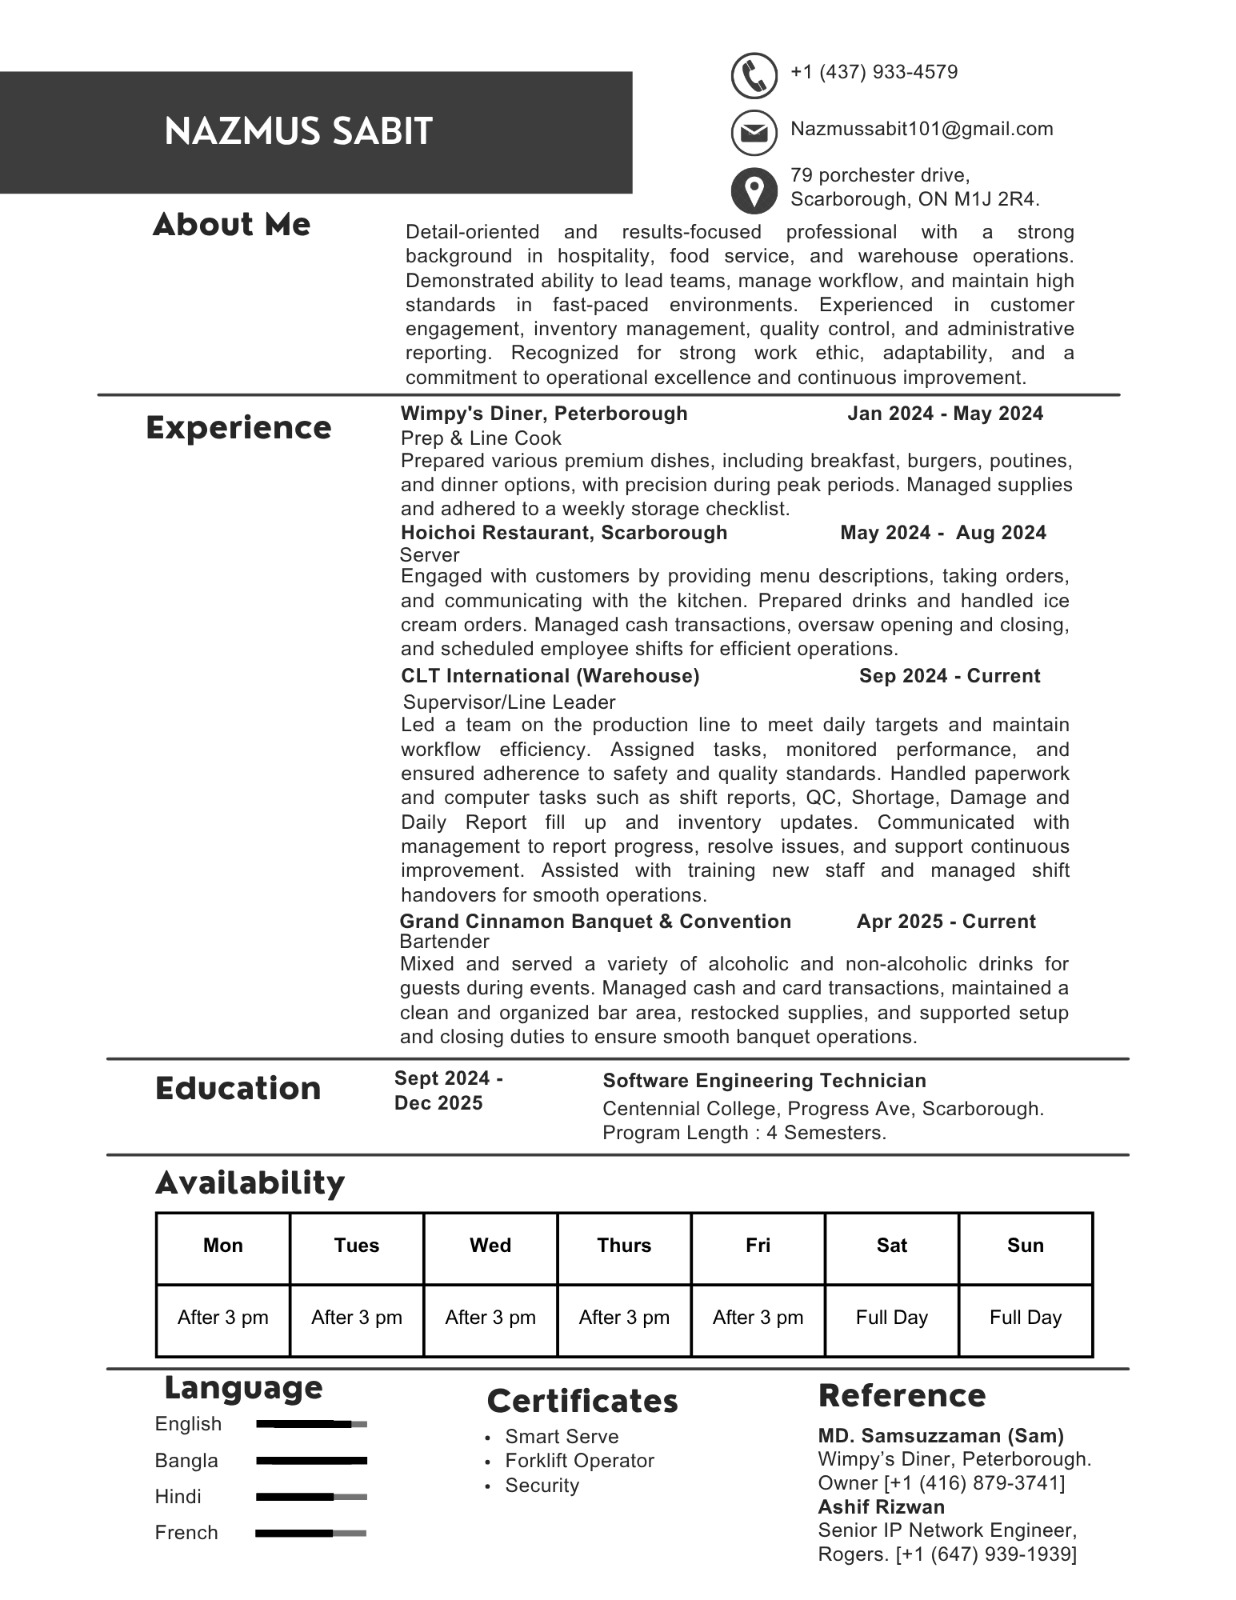 NAZMUS SABIT
+1 (437) 933-4579
Nazmussabit101@gmail.com
79 porchester drive,
Scarborough, ON M1J 2R4.
About Me
Detail-oriented and results-focused professional with a strong
background in hospitality, food service, and warehouse operations.
Demonstrated ability to lead teams, manage workflow, and maintain high
standards in fast-paced environments. Experienced in customer
engagement, inventory management, quality control, and administrative
reporting. Recognized for strong work ethic, adaptability, and a
commitment to operational excellence and continuous improvement.
Experience
Wimpy's Diner, Peterborough Jan 2024 - May 2024
Prep & Line Cook
Prepared various premium dishes, including breakfast, burgers, poutines,
and dinner options, with precision during peak periods. Managed supplies
and adhered to a weekly storage checklist.
Hoichoi Restaurant, Scarborough May 2024 - Aug 2024
Server
Engaged with customers by providing menu descriptions, taking orders,
and communicating with the kitchen. Prepared drinks and handled ice
cream orders. Managed cash transactions, oversaw opening and closing,
and scheduled employee shifts for efficient operations.
CLT International (Warehouse) Sep 2024 - Current
Supervisor/Line Leader
Led a team on the production line to meet daily targets and maintain
workflow efficiency. Assigned tasks, monitored performance, and
ensured adherence to safety and quality standards. Handled paperwork
and computer tasks such as shift reports, QC, Shortage, Damage and
Daily Report fill up and inventory updates. Communicated with
management to report progress, resolve issues, and support continuous
improvement. Assisted with training new staff and managed shift
handovers for smooth operations.
Grand Cinnamon Banquet & Convention Apr 2025 - Current
Bartender
Mixed and served a variety of alcoholic and non-alcoholic drinks for
guests during events. Managed cash and card transactions, maintained a
clean and organized bar area, restocked supplies, and supported setup
and closing duties to ensure smooth banquet operations.
Education
Sept 2024 -
Dec 2025
Software Engineering Technician
Centennial College, Progress Ave, Scarborough.
Program Length : 4 Semesters.
Availability
Mon Tues Wed Thurs Fri Sat Sun
After 3 pm After 3 pm After 3 pm After 3 pm After 3 pm Full Day Full Day
Language
English
Bangla
Hindi
French
Certificates
• Smart Serve
• Forklift Operator
• Security
Reference
MD. Samsuzzaman (Sam)
Wimpy’s Diner, Peterborough.
Owner [+1 (416) 879-3741]
Ashif Rizwan
Senior IP Network Engineer,
Rogers. [+1 (647) 939-1939]